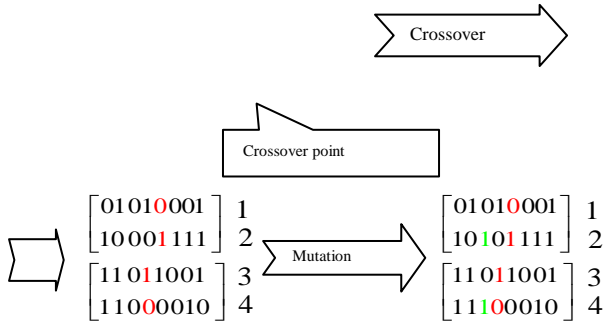 Crossover
Crossover point
01010001 1 01010001 1
10001111 2 Mutation 10101111 2
11011001 3 11011001 3
11000010 4 11100010 4